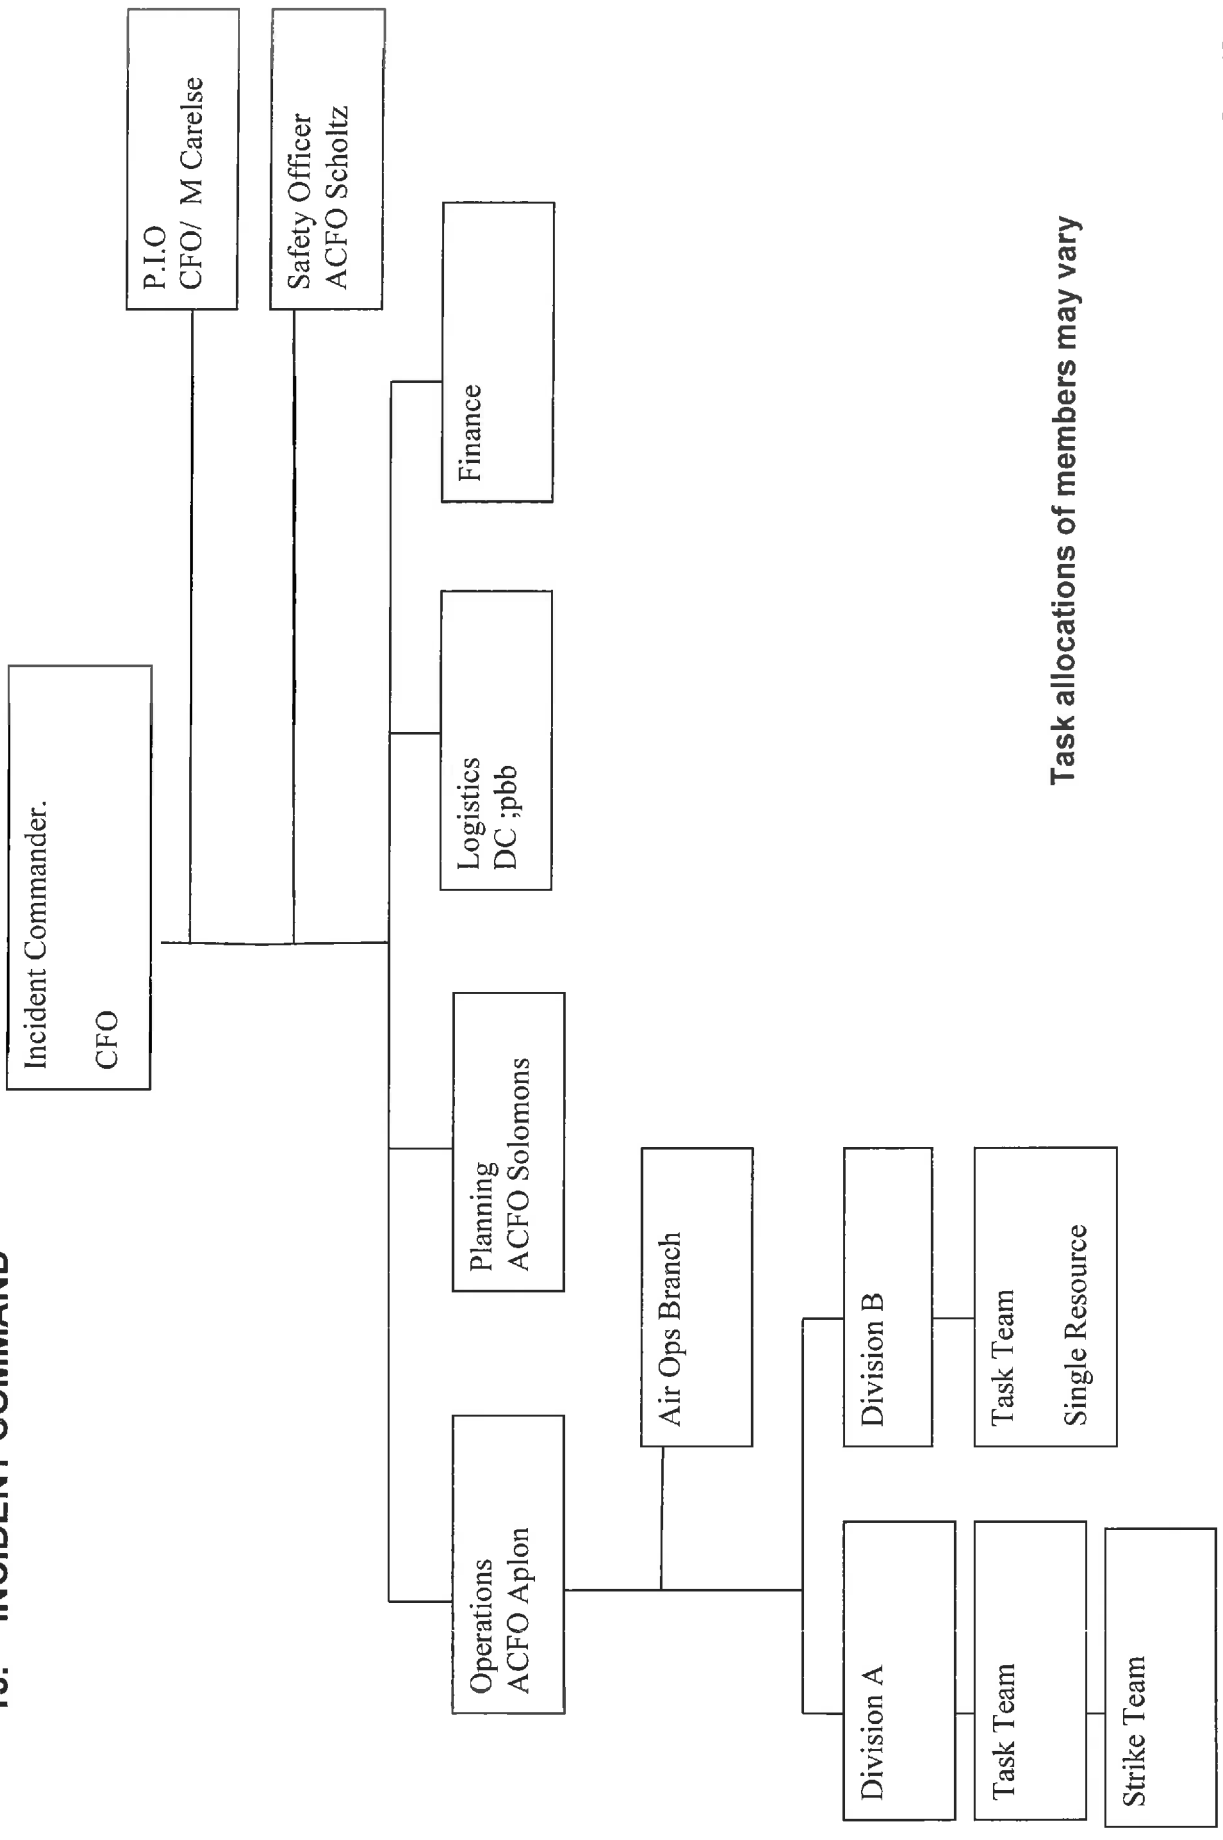 INCIDENT COMMAND
Incident Commander.
CFO
P.I.O
CFO/ M Carelse
Safety Officer
ACFO Scholtz
Operations
ACFO Aplon
Planning
ACFO Solomons
Logistics
DC ;pbb
Finance
Air Ops Branch
Division A
Division B
Task Team
Task Team
Single Resource
Strike Team
Task allocations of members may vary